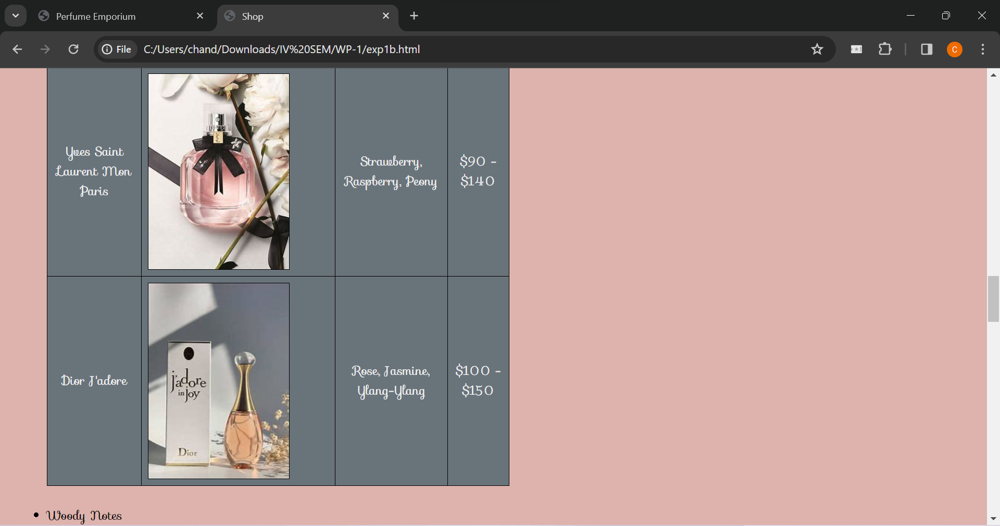 Perfume Emporium
Shop
File
C:/Users/chand/Downloads/IV%20SEM/WP-1/exp1b.html
C
Yves Saint
Laurent Mon
Paris
YSL
Strawberry,
Raspberry, Peony
$90 -
$140
Dior J'adore
j'adore
in joy
Dior
Rose, Jasmine,
Ylang-Ylang
$100 -
$150
• Woody Notes